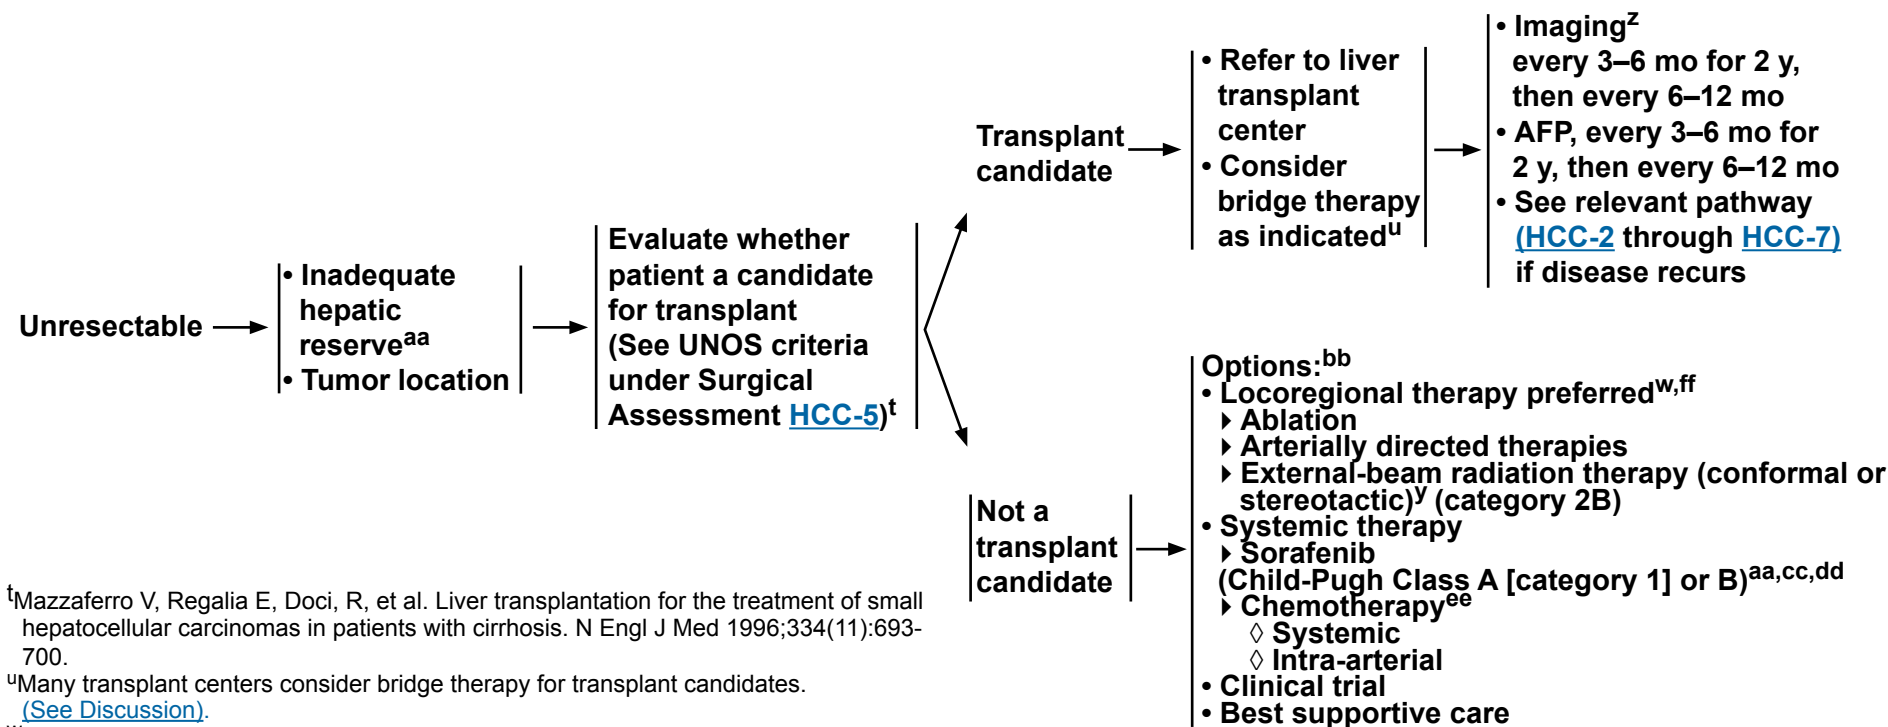 Unresectable
• Inadequate
hepatic
reserve^aa
• Tumor location
Evaluate whether
patient a candidate
for transplant
(See UNOS criteria
under Surgical
Assessment HCC-5)^t
Transplant
candidate
• Refer to liver
transplant
center
• Consider
bridge therapy
as indicated^u
• Imaging^z
every 3–6 mo for 2 y,
then every 6–12 mo
• AFP, every 3–6 mo for
2 y, then every 6–12 mo
• See relevant pathway
(HCC-2 through HCC-7)
if disease recurs
Not a
transplant
candidate
Options:^bb
• Locoregional therapy preferred^w,ff
▸ Ablation
▸ Arterially directed therapies
▸ External-beam radiation therapy (conformal or
stereotactic)^y (category 2B)
• Systemic therapy
▸ Sorafenib
(Child-Pugh Class A [category 1] or B)^aa,cc,dd
▸ Chemotherapy^ee
◊ Systemic
◊ Intra-arterial
• Clinical trial
• Best supportive care
^tMazzaferro V, Regalia E, Doci, R, et al. Liver transplantation for the treatment of small
hepatocellular carcinomas in patients with cirrhosis. N Engl J Med 1996;334(11):693-
700.
^uMany transplant centers consider bridge therapy for transplant candidates.
(See Discussion).